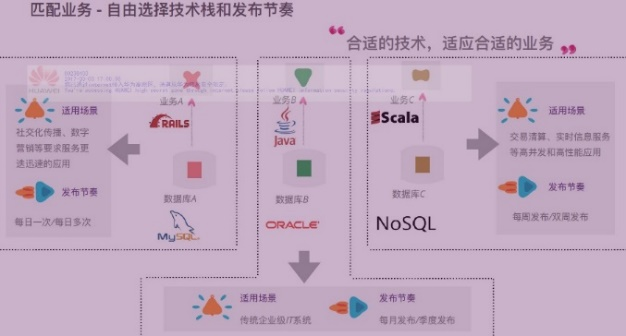 匹配业务 - 自由选择技术栈和发布节奏
合适的技术，适应合适的业务
业务A
业务B
业务C
RAILS
Java
Scala
适用场景
社交化传播、数字
营销等要求服务更
迭迅速的应用
发布节奏
每日一次/每日多次
数据库A
MySQL
数据库B
ORACLE
数据库C
NoSQL
适用场景
交易清算、实时信息服务
等高并发和高性能应用
发布节奏
每周发布/双周发布
适用场景
传统企业级IT系统
发布节奏
每月发布/季度发布